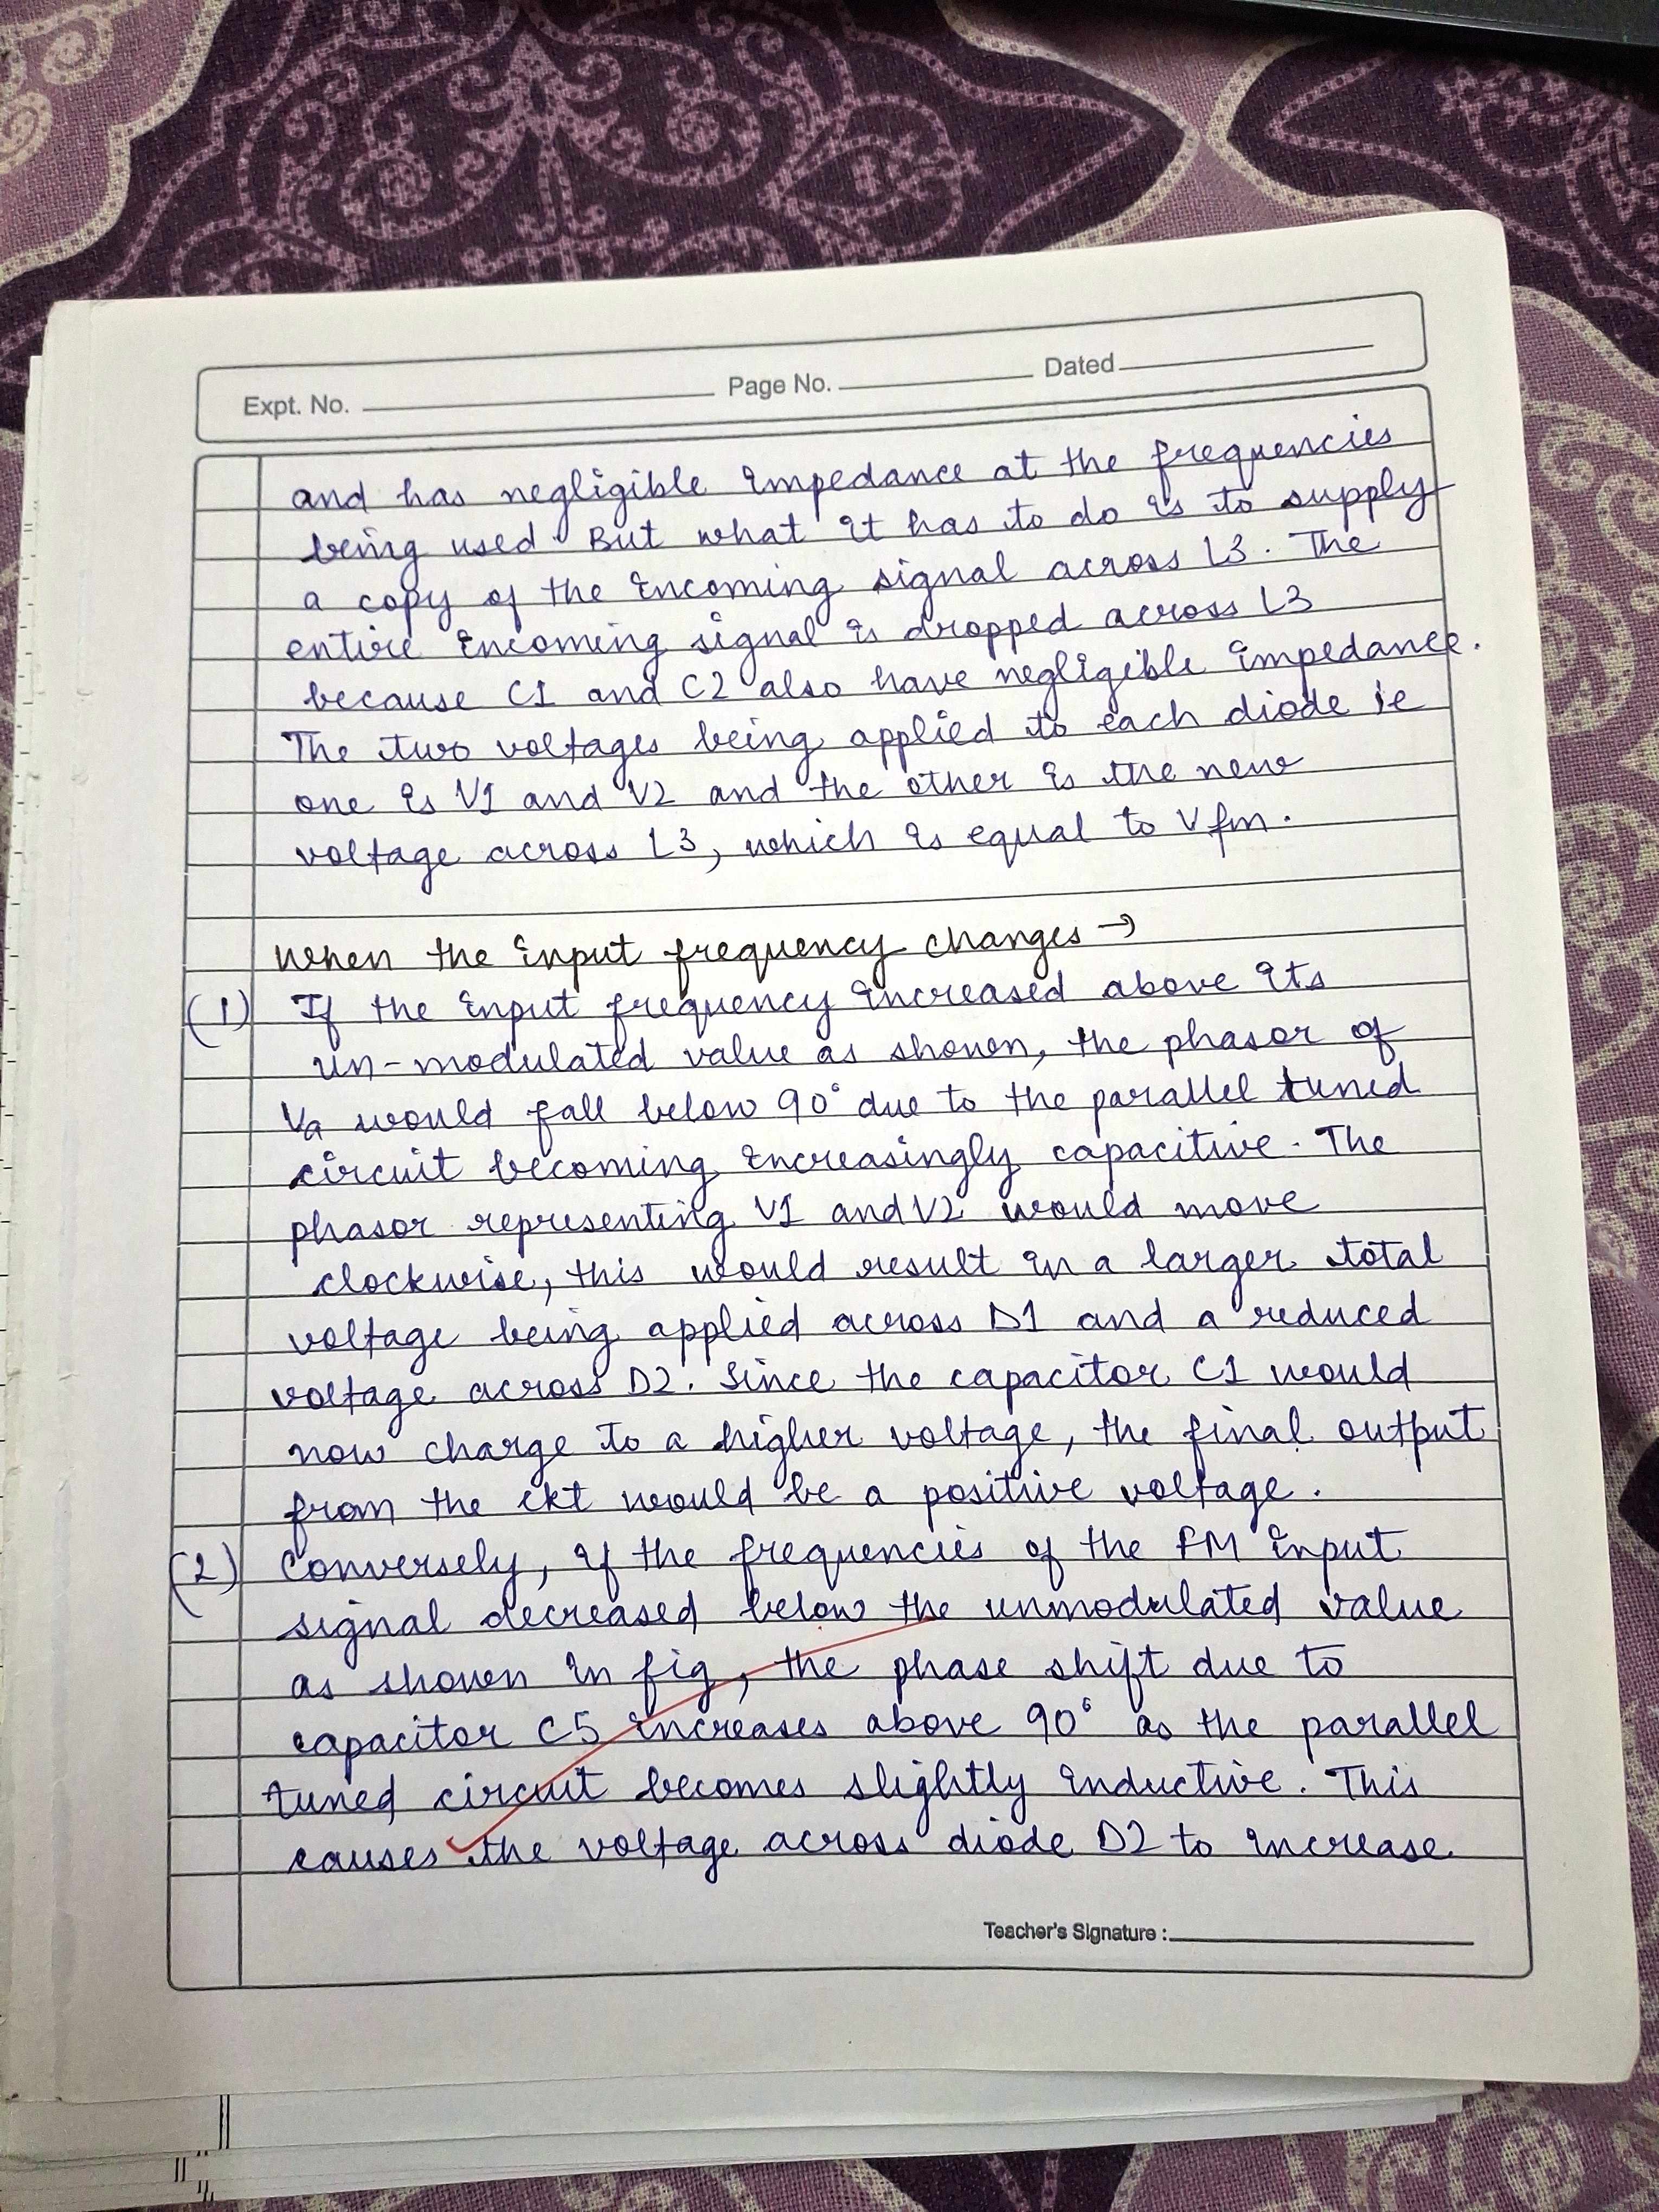 Expt. No. Page No. Dated
and has negligible impedance at the frequencies
being used. But what it has to do is to supply
a copy of the incoming signal across L3. The
entire incoming signal is dropped across L3
because C1 and C2 also have negligible impedance.
The two voltages being applied to each diode ie
one is V1 and V2 and the other is the new
voltage across L3, which is equal to Vfm.
When the input frequency changes →
(1) If the input frequency increased above its
un-modulated value as shown, the phasor of
Va would fall below 90° due to the parallel tuned
circuit becoming increasingly capacitive. The
phasor representing V1 and V2 would move
clockwise, this would result in a larger total
voltage being applied across D1 and a reduced
voltage across D2. Since the capacitor C1 would
now charge to a higher voltage, the final output
from the ckt would be a positive voltage.
(2) Conversely, if the frequencies of the FM input
signal decreased below the unmodulated value
as shown in fig, the phase shift due to
capacitor C5 increases above 90° as the parallel
tuned circuit becomes slightly inductive. This
causes the voltage across diode D2 to increase
Teacher's Signature :